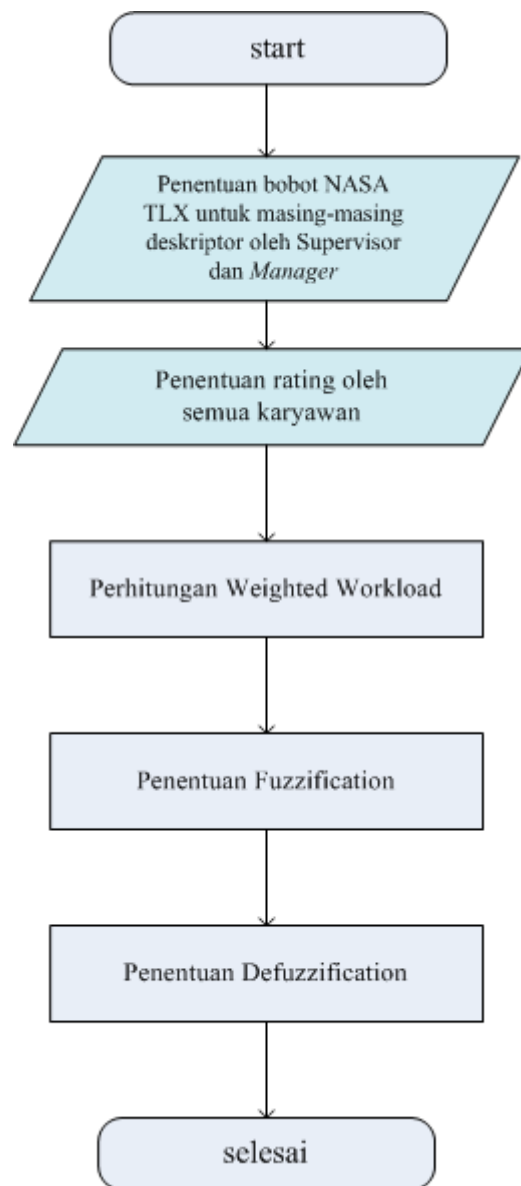 start
Penentuan bobot NASA
TLX untuk masing-masing
deskriptor oleh Supervisor
dan Manager
Penentuan rating oleh
semua karyawan
Perhitungan Weighted Workload
Penentuan Fuzzification
Penentuan Defuzzification
selesai